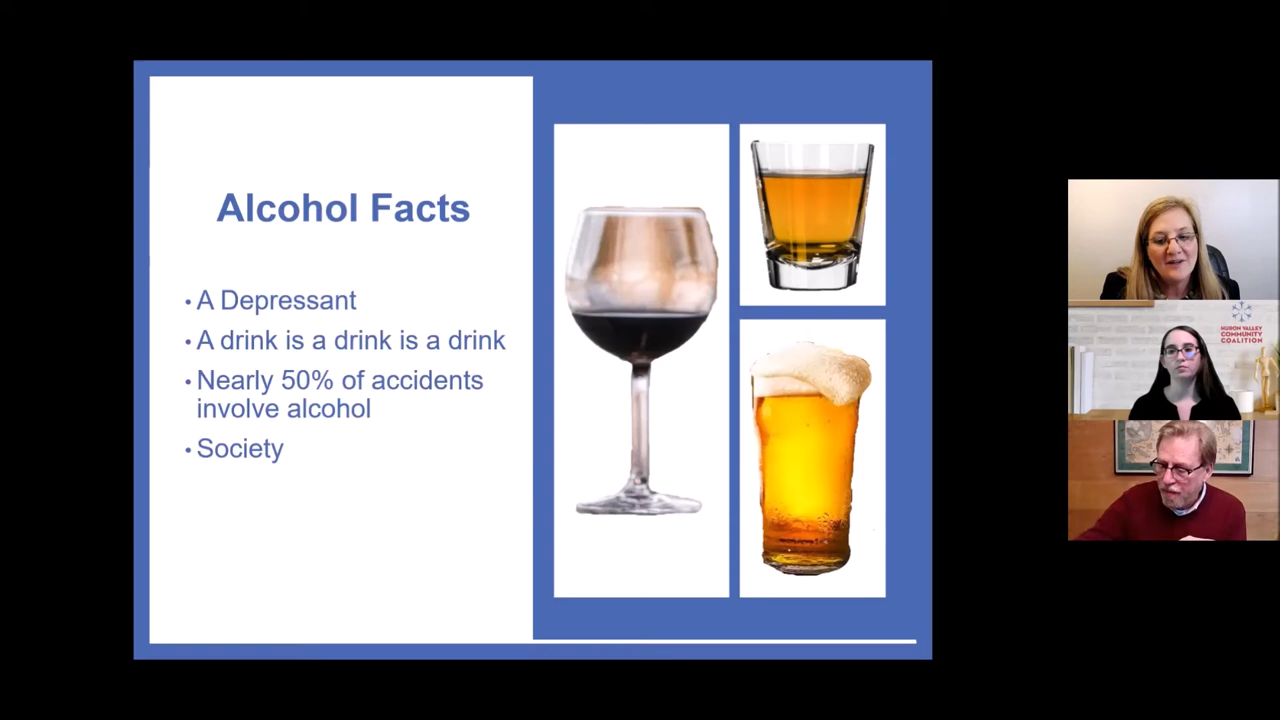 Alcohol Facts
• A Depressant
• A drink is a drink is a drink
• Nearly 50% of accidents
involve alcohol
• Society
HURON VALLEY
COMMUNITY
COALITION